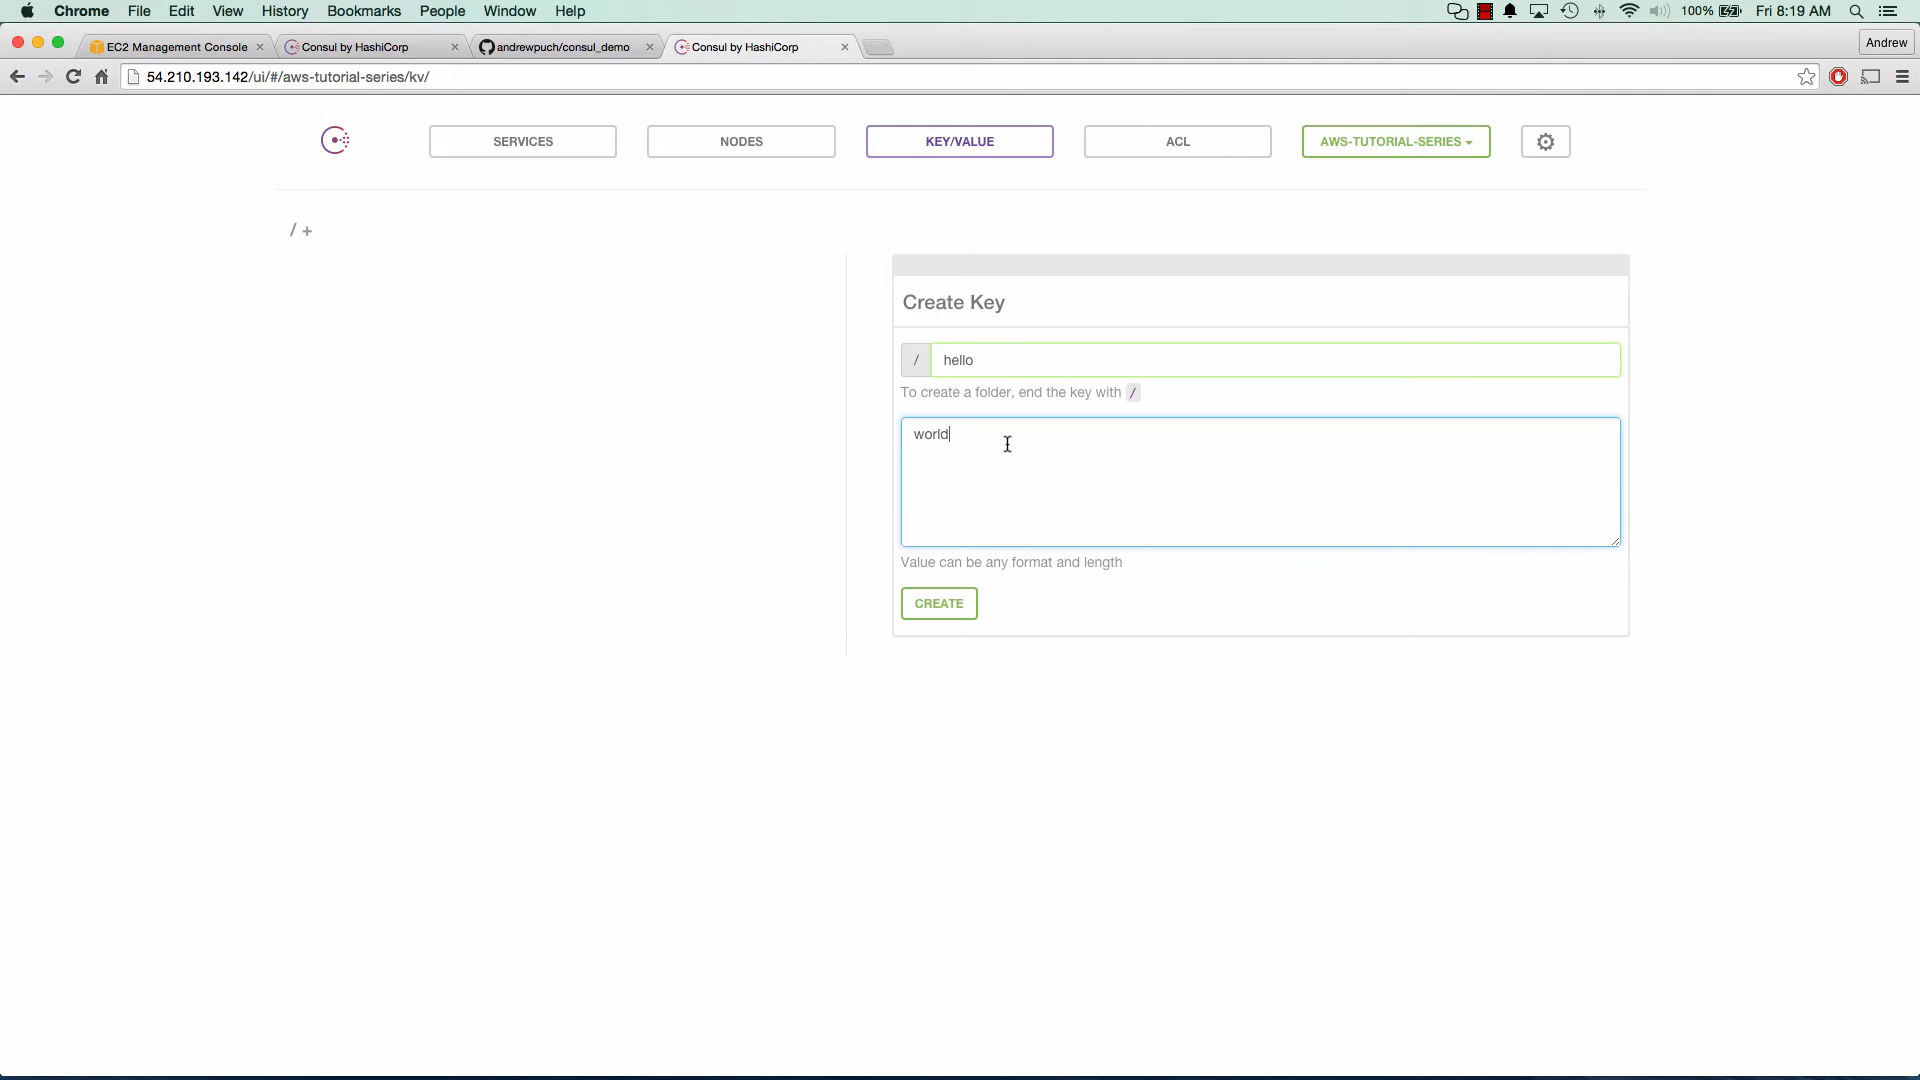 Chrome File Edit View History Bookmarks People Window Help 100% Fri 8:19 AM
EC2 Management Console Consul by HashiCorp andrewpuch/consul_demo Consul by HashiCorp Andrew
54.210.193.142/ui/#/aws-tutorial-series/kv/
SERVICES NODES KEY/VALUE ACL AWS-TUTORIAL-SERIES
/ +
Create Key
/ hello
To create a folder, end the key with /
world
Value can be any format and length
CREATE